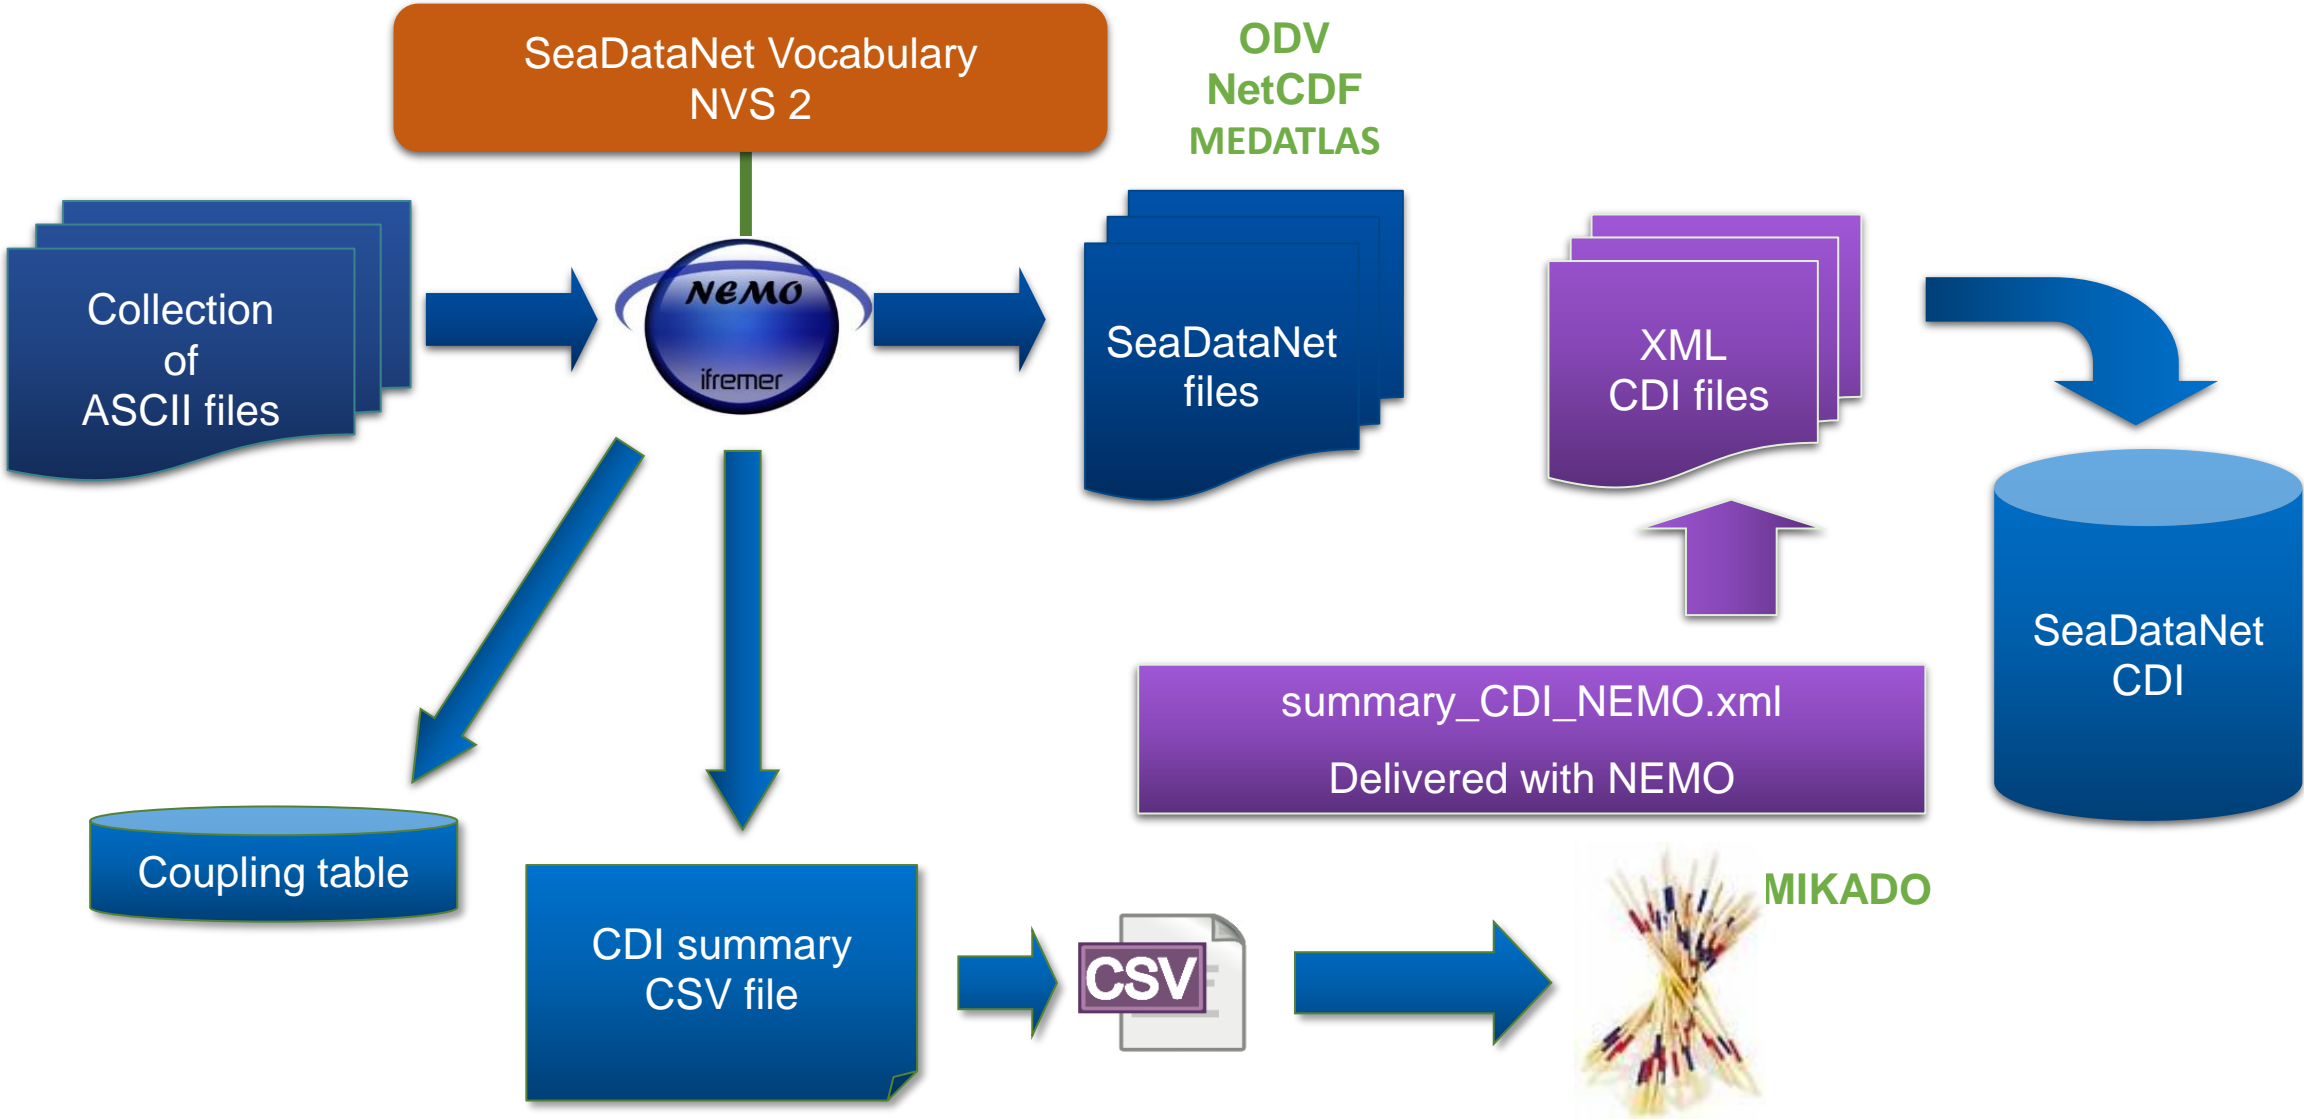 SeaDataNet Vocabulary
NVS 2
ODV
NetCDF
MEDATLAS
Collection
of
ASCII files
NEMO
ifremer
SeaDataNet
files
XML
CDI files
SeaDataNet
CDI
summary_CDI_NEMO.xml
Delivered with NEMO
Coupling table
CDI summary
CSV file
CSV
MIKADO